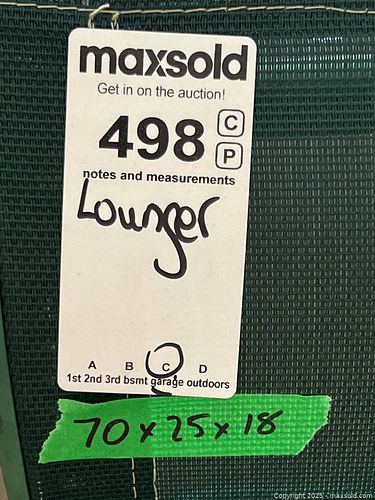 maxsold
Get in on the auction!
498 C
P
notes and measurements
Lounger
A B C D
1st 2nd 3rd bsmt garage outdoors
70 x 25 x 18
Copyright 2025 - maxsold.com